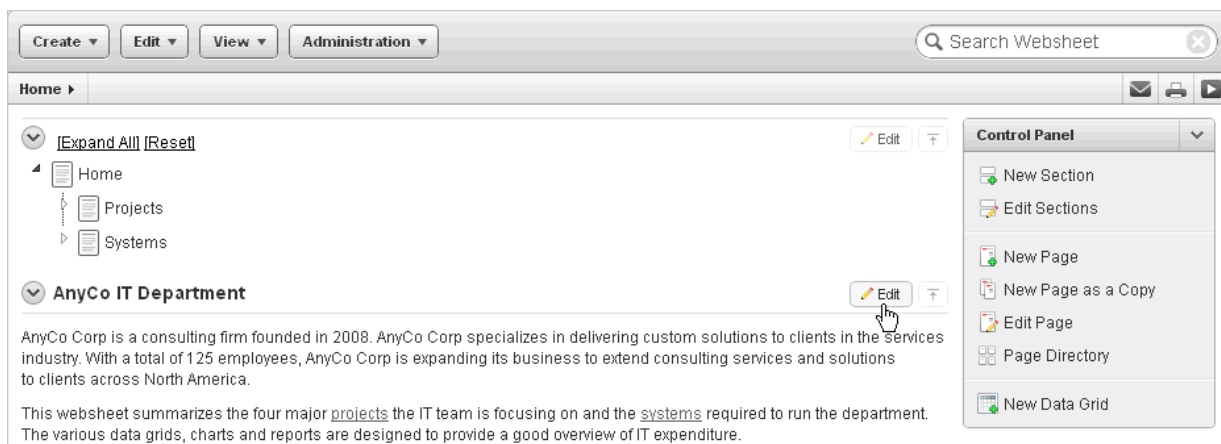 Create Edit View Administration Search Websheet
Home
[Expand All] [Reset] Edit
Home
Projects
Systems
AnyCo IT Department Edit
AnyCo Corp is a consulting firm founded in 2008. AnyCo Corp specializes in delivering custom solutions to clients in the services
industry. With a total of 125 employees, AnyCo Corp is expanding its business to extend consulting services and solutions
to clients across North America.
This websheet summarizes the four major projects the IT team is focusing on and the systems required to run the department.
The various data grids, charts and reports are designed to provide a good overview of IT expenditure.
Control Panel
New Section
Edit Sections
New Page
New Page as a Copy
Edit Page
Page Directory
New Data Grid